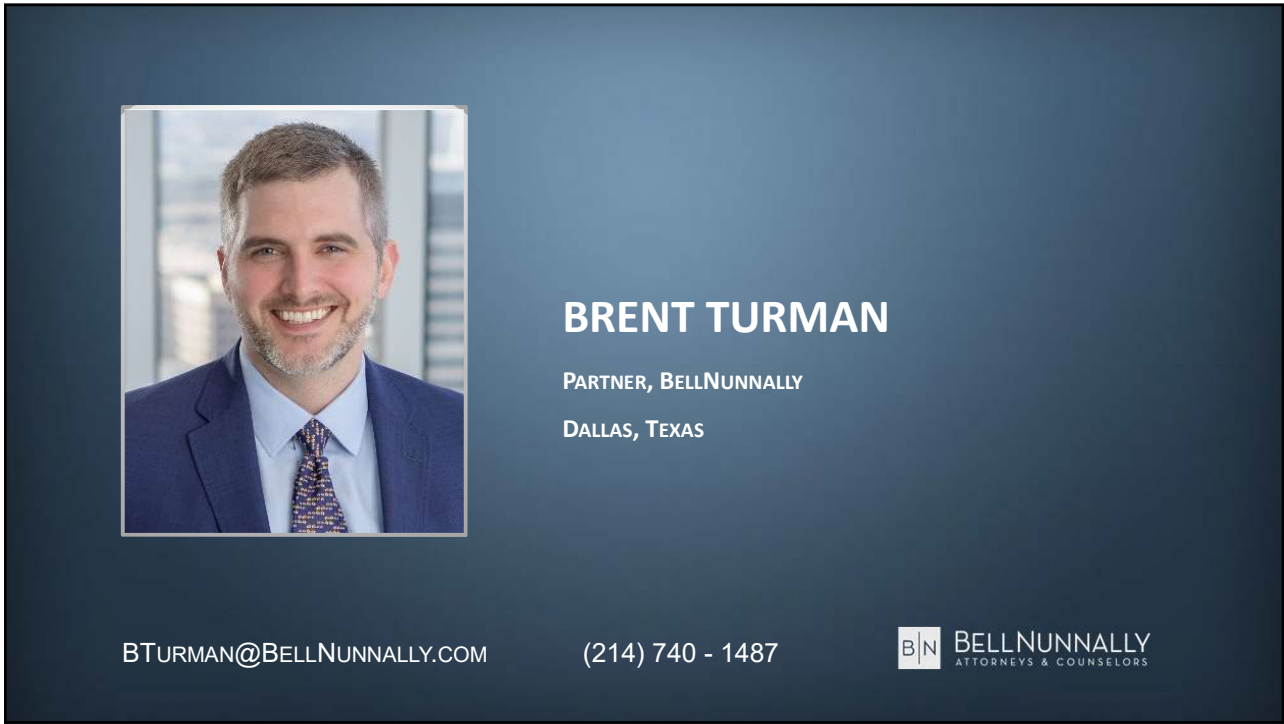 BRENT TURMAN
PARTNER, BELLNUNNALLY
DALLAS, TEXAS
BTURMAN@BELLNUNNALLY.COM
(214) 740 - 1487
B|N BELLNUNNALLY
ATTORNEYS & COUNSELORS